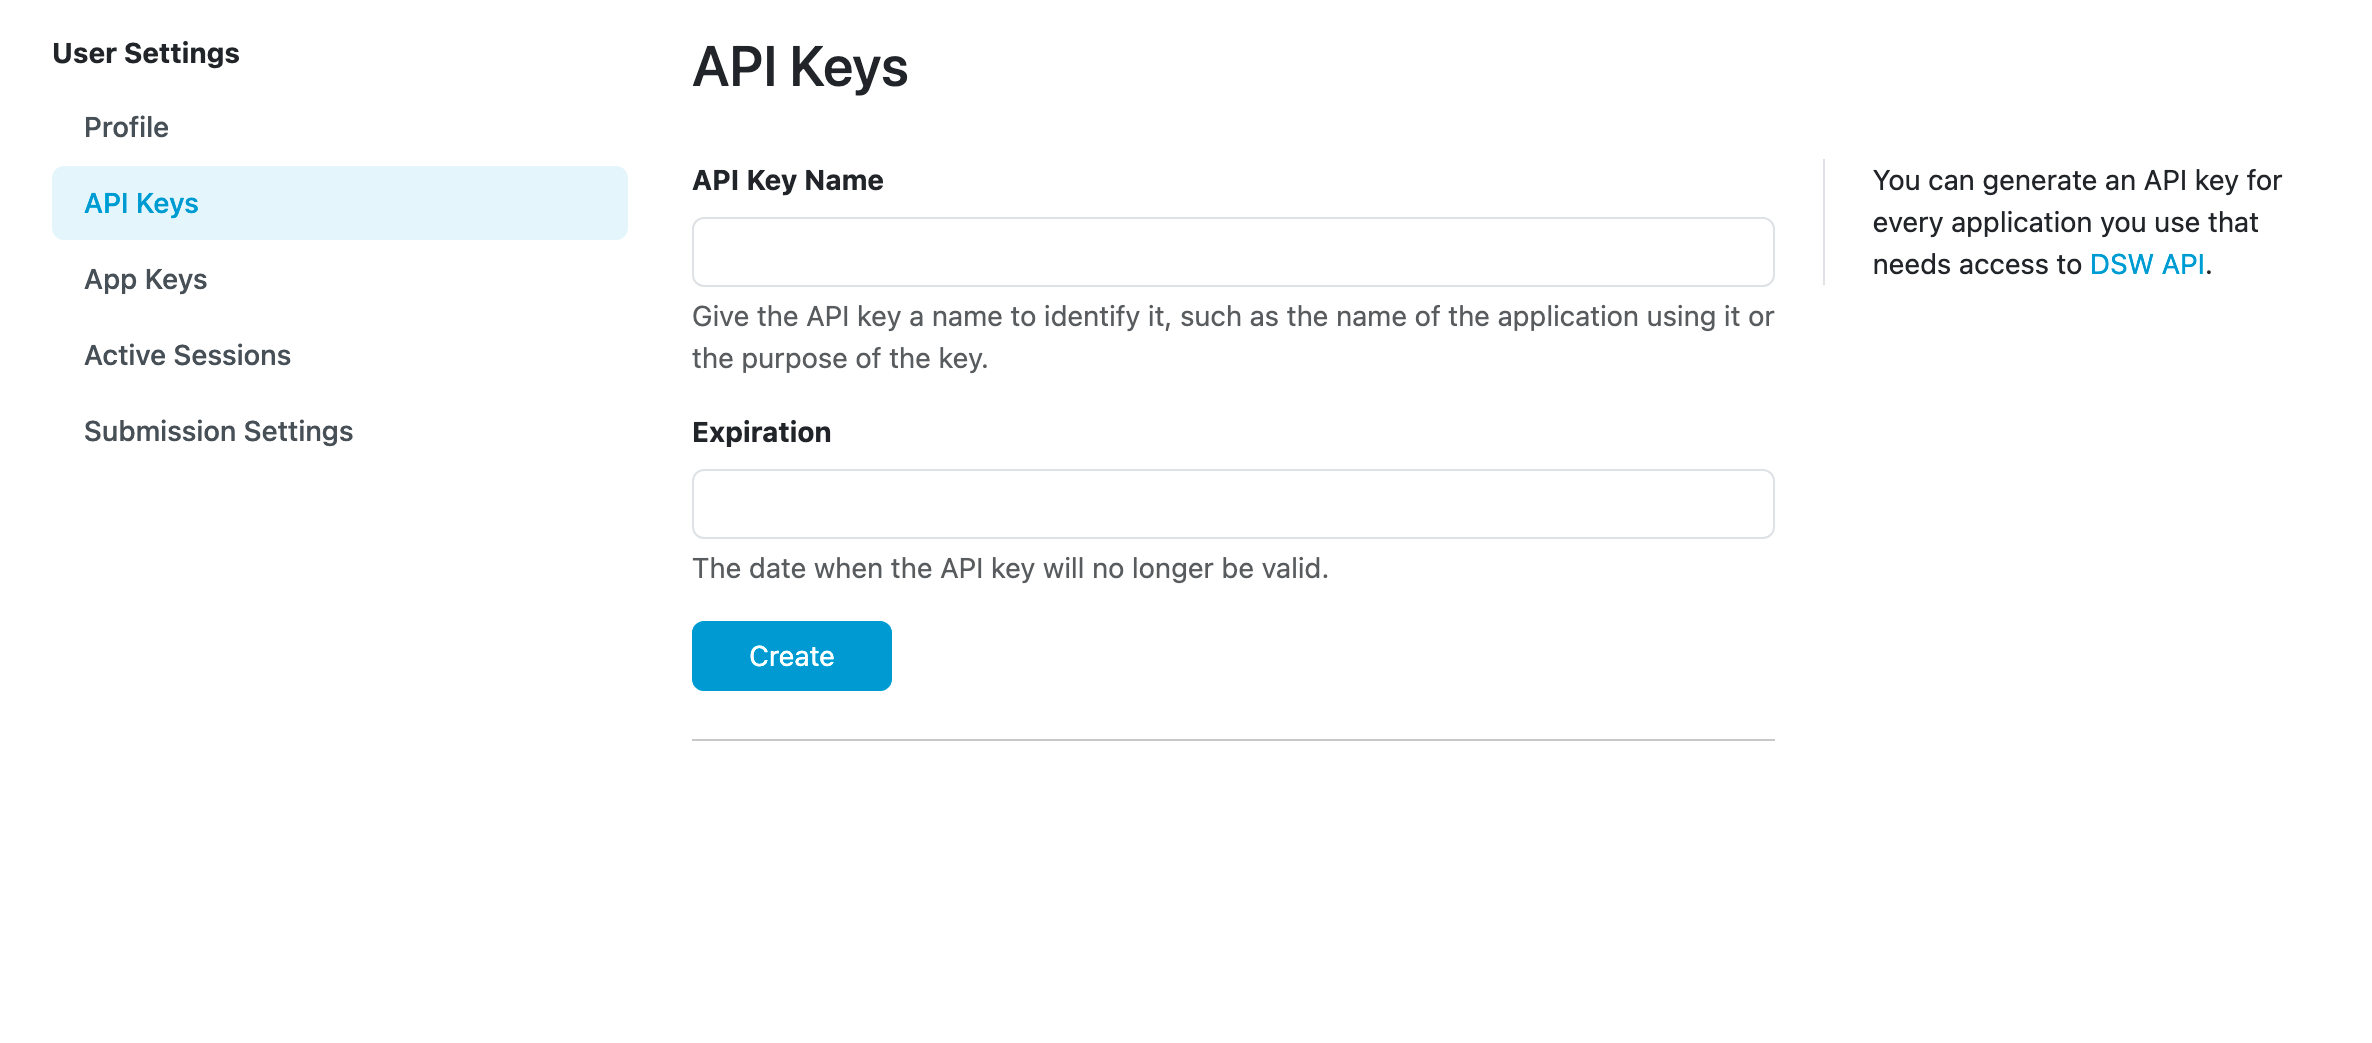 User Settings
Profile
API Keys
App Keys
Active Sessions
Submission Settings
API Keys
API Key Name
Give the API key a name to identify it, such as the name of the application using it or
the purpose of the key.
Expiration
The date when the API key will no longer be valid.
Create
You can generate an API key for
every application you use that
needs access to DSW API.